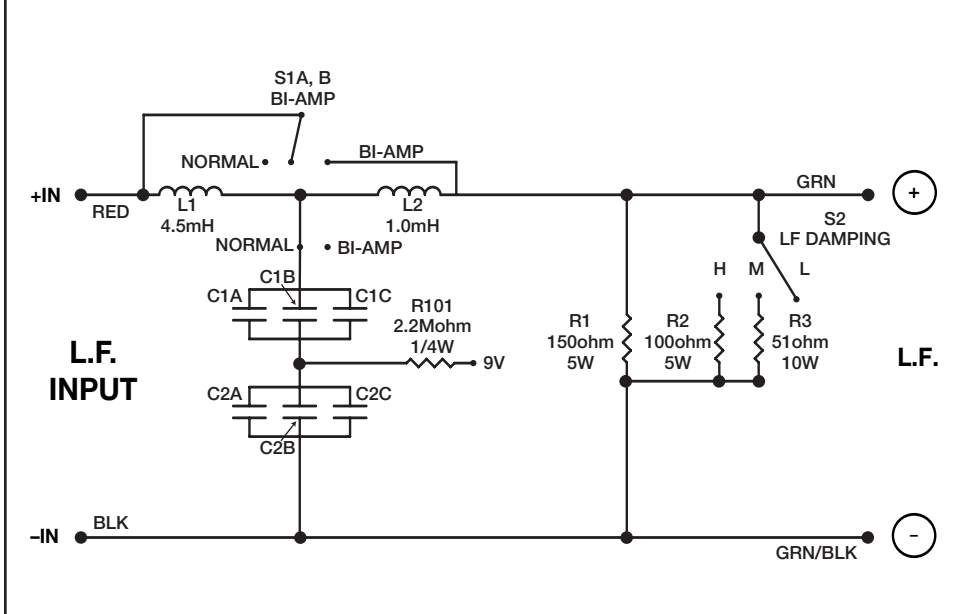 S1A, B
BI-AMP
NORMAL
BI-AMP
+IN
RED
L1
4.5mH
L2
1.0mH
GRN
+
S2
LF DAMPING
NORMAL
BI-AMP
H
M
L
C1A
C1B
C1C
R101
2.2Mohm
1/4W
9V
R1
150ohm
5W
R2
100ohm
5W
R3
51ohm
10W
L.F.
INPUT
L.F.
C2A
C2C
C2B
–IN
BLK
GRN/BLK
-